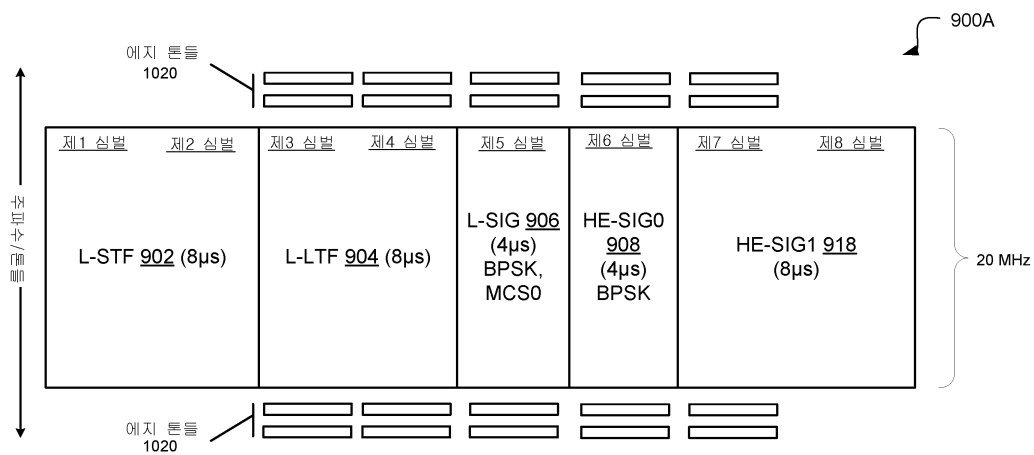 900A
에지 톤들
1020
제1 심벌
제2 심벌
제3 심벌
제4 심벌
제5 심벌
제6 심벌
제7 심벌
제8 심벌
주파수/톤들
L-STF 902 (8μs)
L-LTF 904 (8μs)
L-SIG 906
(4μs)
BPSK,
MCS0
HE-SIG0
908
(4μs)
BPSK
HE-SIG1 918
(8μs)
20 MHz
에지 톤들
1020